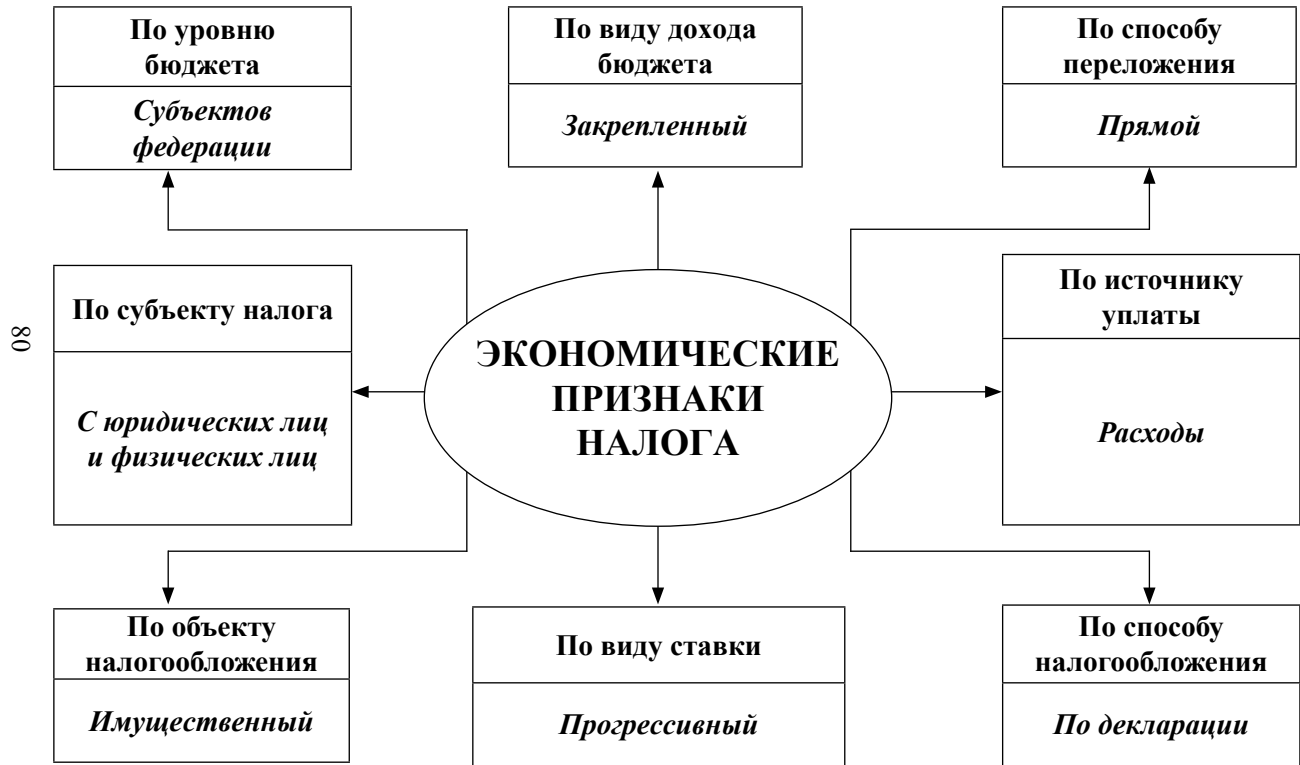 По уровню
бюджета
Субъектов
федерации
По виду дохода
бюджета
Закрепленный
По способу
переложения
Прямой
По субъекту налога
С юридических лиц
и физических лиц
ЭКОНОМИЧЕСКИЕ
ПРИЗНАКИ
НАЛОГА
По источнику
уплаты
Расходы
По объекту
налогообложения
Имущественный
По виду ставки
Прогрессивный
По способу
налогообложения
По декларации
80